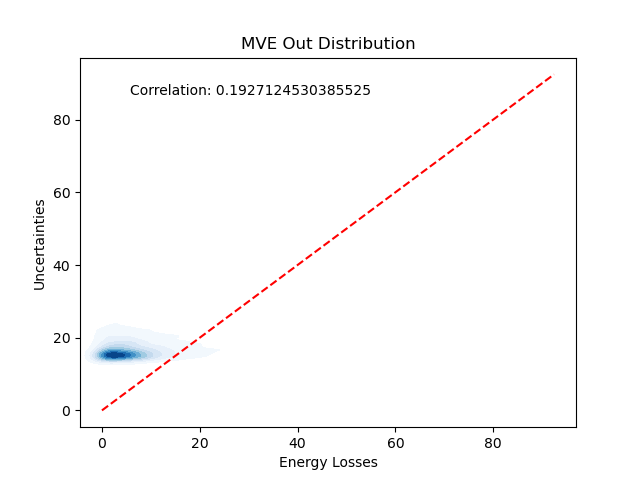 MVE Out Distribution
Correlation: 0.1927124530385525
Uncertainties
80
60
40
20
0
0 20 40 60 80
Energy Losses